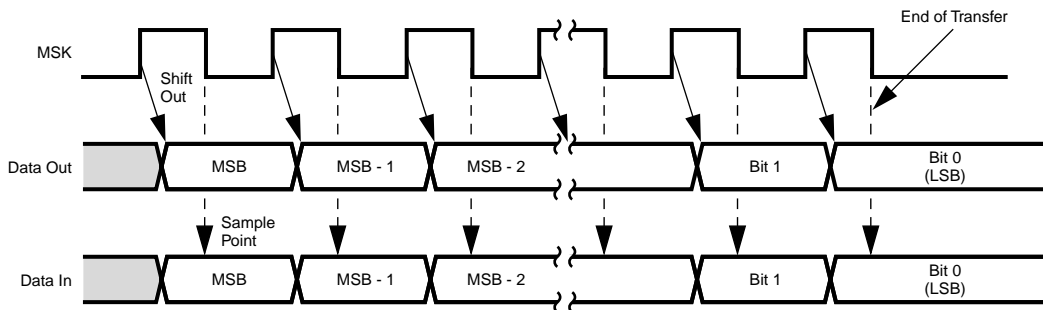 End of Transfer
MSK
Shift
Out
Data Out
MSB
MSB - 1
MSB - 2
Bit 1
Bit 0
(LSB)
Sample
Point
Data In
MSB
MSB - 1
MSB - 2
Bit 1
Bit 0
(LSB)